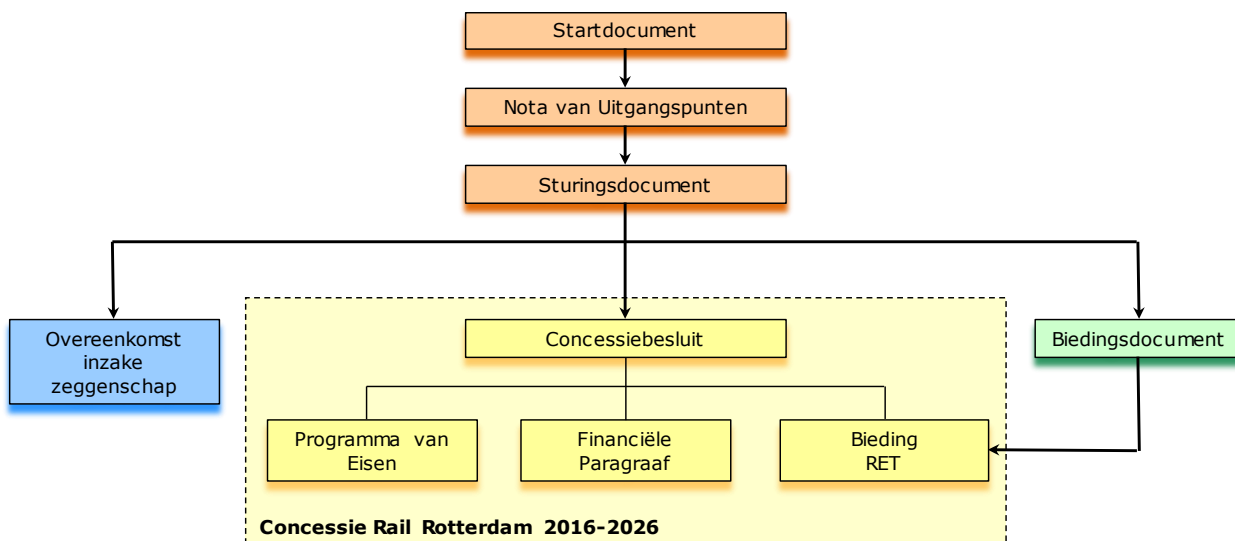 Startdocument
Nota van Uitgangspunten
Sturingsdocument
Overeenkomst
inzake
zeggenschap
Concessiebesluit
Biedingsdocument
Programma van
Eisen
Financiële
Paragraaf
Bieding
RET
Concessie Rail Rotterdam 2016-2026